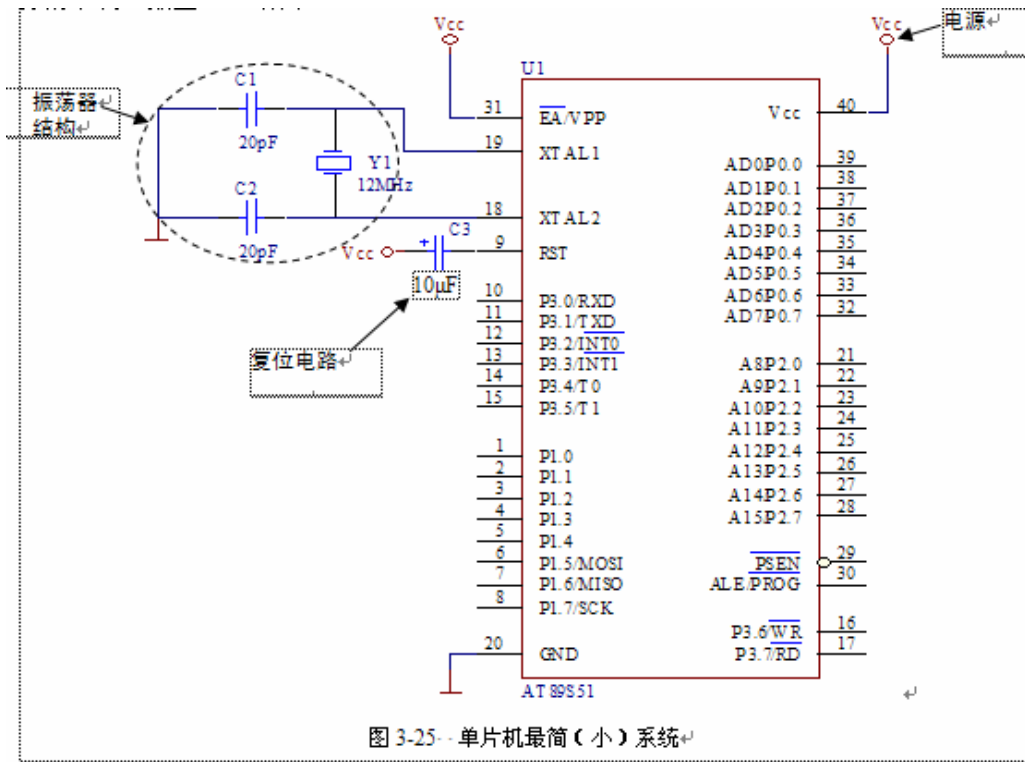 Vcc
Vcc
电源
U1
C1
振荡器
结构
20pF
Y1
12MHz
C2
20pF
31
EA/VPP
Vcc
40
19
XTAL1
18
XTAL2
Vcc
+
C3
9
RST
10μF
复位电路
10
P3.0/RXD
11
P3.1/TXD
12
P3.2/INT0
13
P3.3/INT1
14
P3.4/T0
15
P3.5/T1
1
P1.0
2
P1.1
3
P1.2
4
P1.3
5
P1.4
6
P1.5/MOSI
7
P1.6/MISO
8
P1.7/SCK
20
GND
AD0P0.0
39
AD1P0.1
38
AD2P0.2
37
AD3P0.3
36
AD4P0.4
35
AD5P0.5
34
AD6P0.6
33
AD7P0.7
32
A8P2.0
21
A9P2.1
22
A10P2.2
23
A11P2.3
24
A12P2.4
25
A13P2.5
26
A14P2.6
27
A15P2.7
28
PSEN
29
ALE/PROG
30
P3.6/WR
16
P3.7/RD
17
AT89S51
图 3-25 单片机最简（小）系统